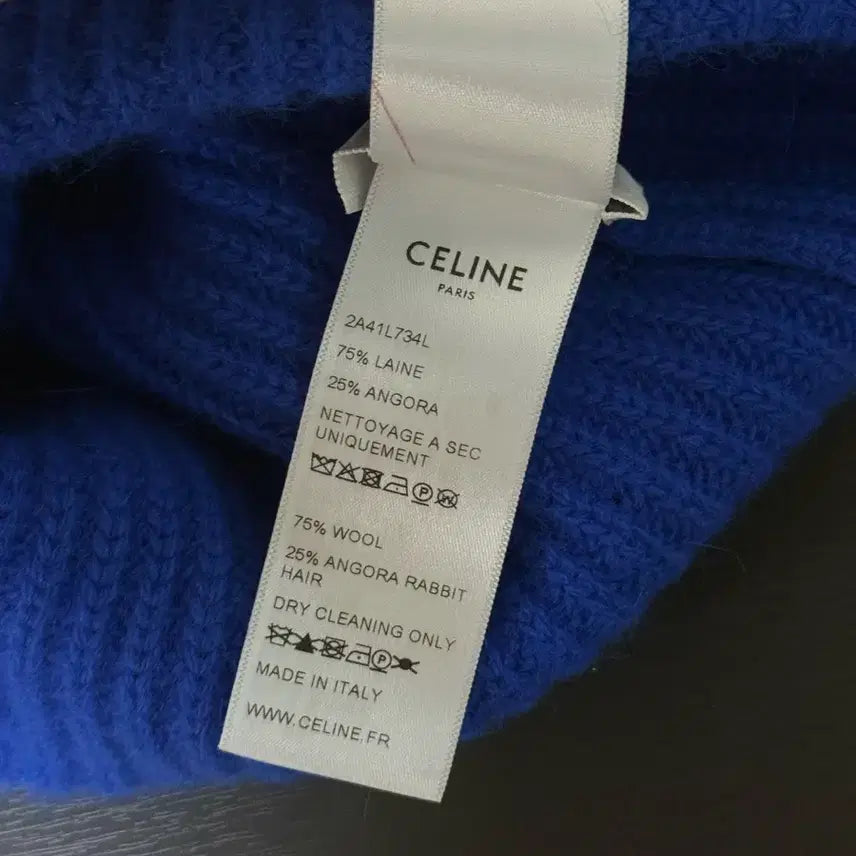 CELINE
PARIS
2A41L734L
75% LAINE
25% ANGORA
NETTOYAGE A SEC
UNIQUEMENT
P W
75% WOOL
25% ANGORA RABBIT
HAIR
DRY CLEANING ONLY
P
MADE IN ITALY
WWW.CELINE.FR